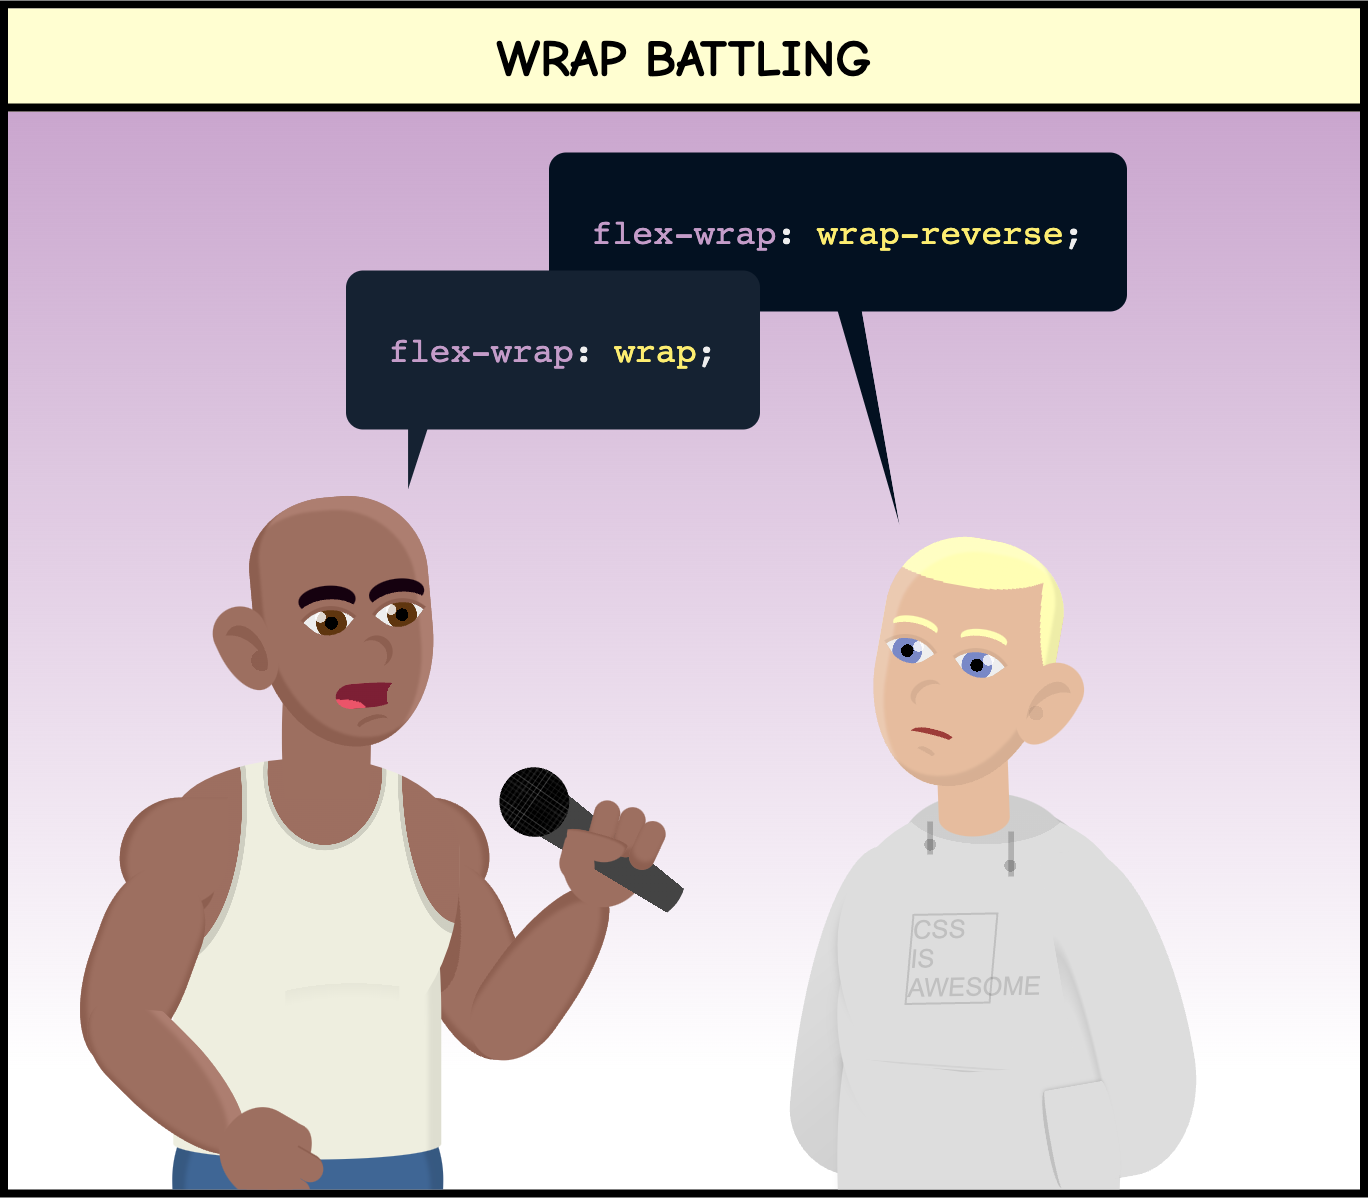 WRAP BATTLING
flex-wrap: wrap-reverse;
flex-wrap: wrap;
CSS
IS
AWESOME